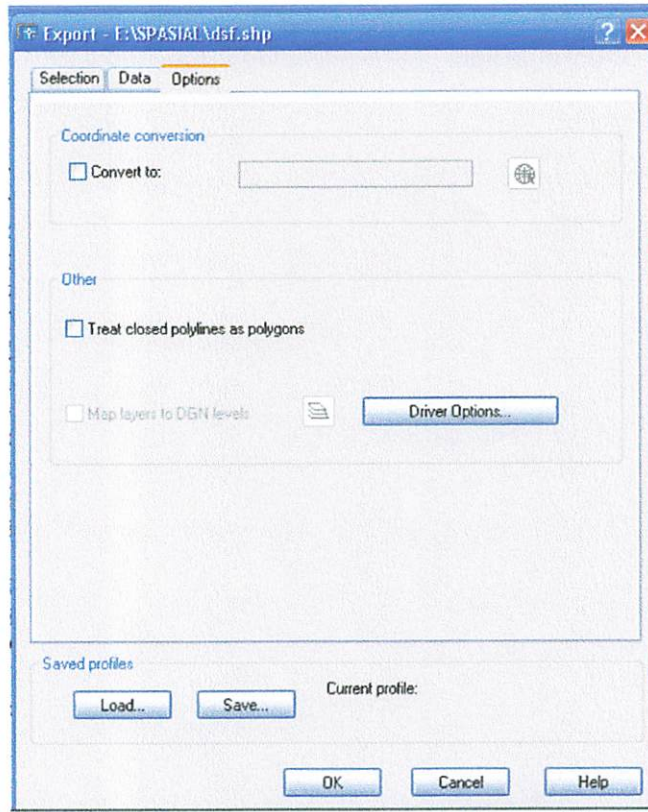 Export - E:\SPASIAL\dsf.shp
Selection Data Options
Coordinate conversion
Convert to:
Other
Treat closed polylines as polygons
Map layers to DGN levels
Driver Options...
Saved profiles
Load... Save... Current profile:
OK Cancel Help